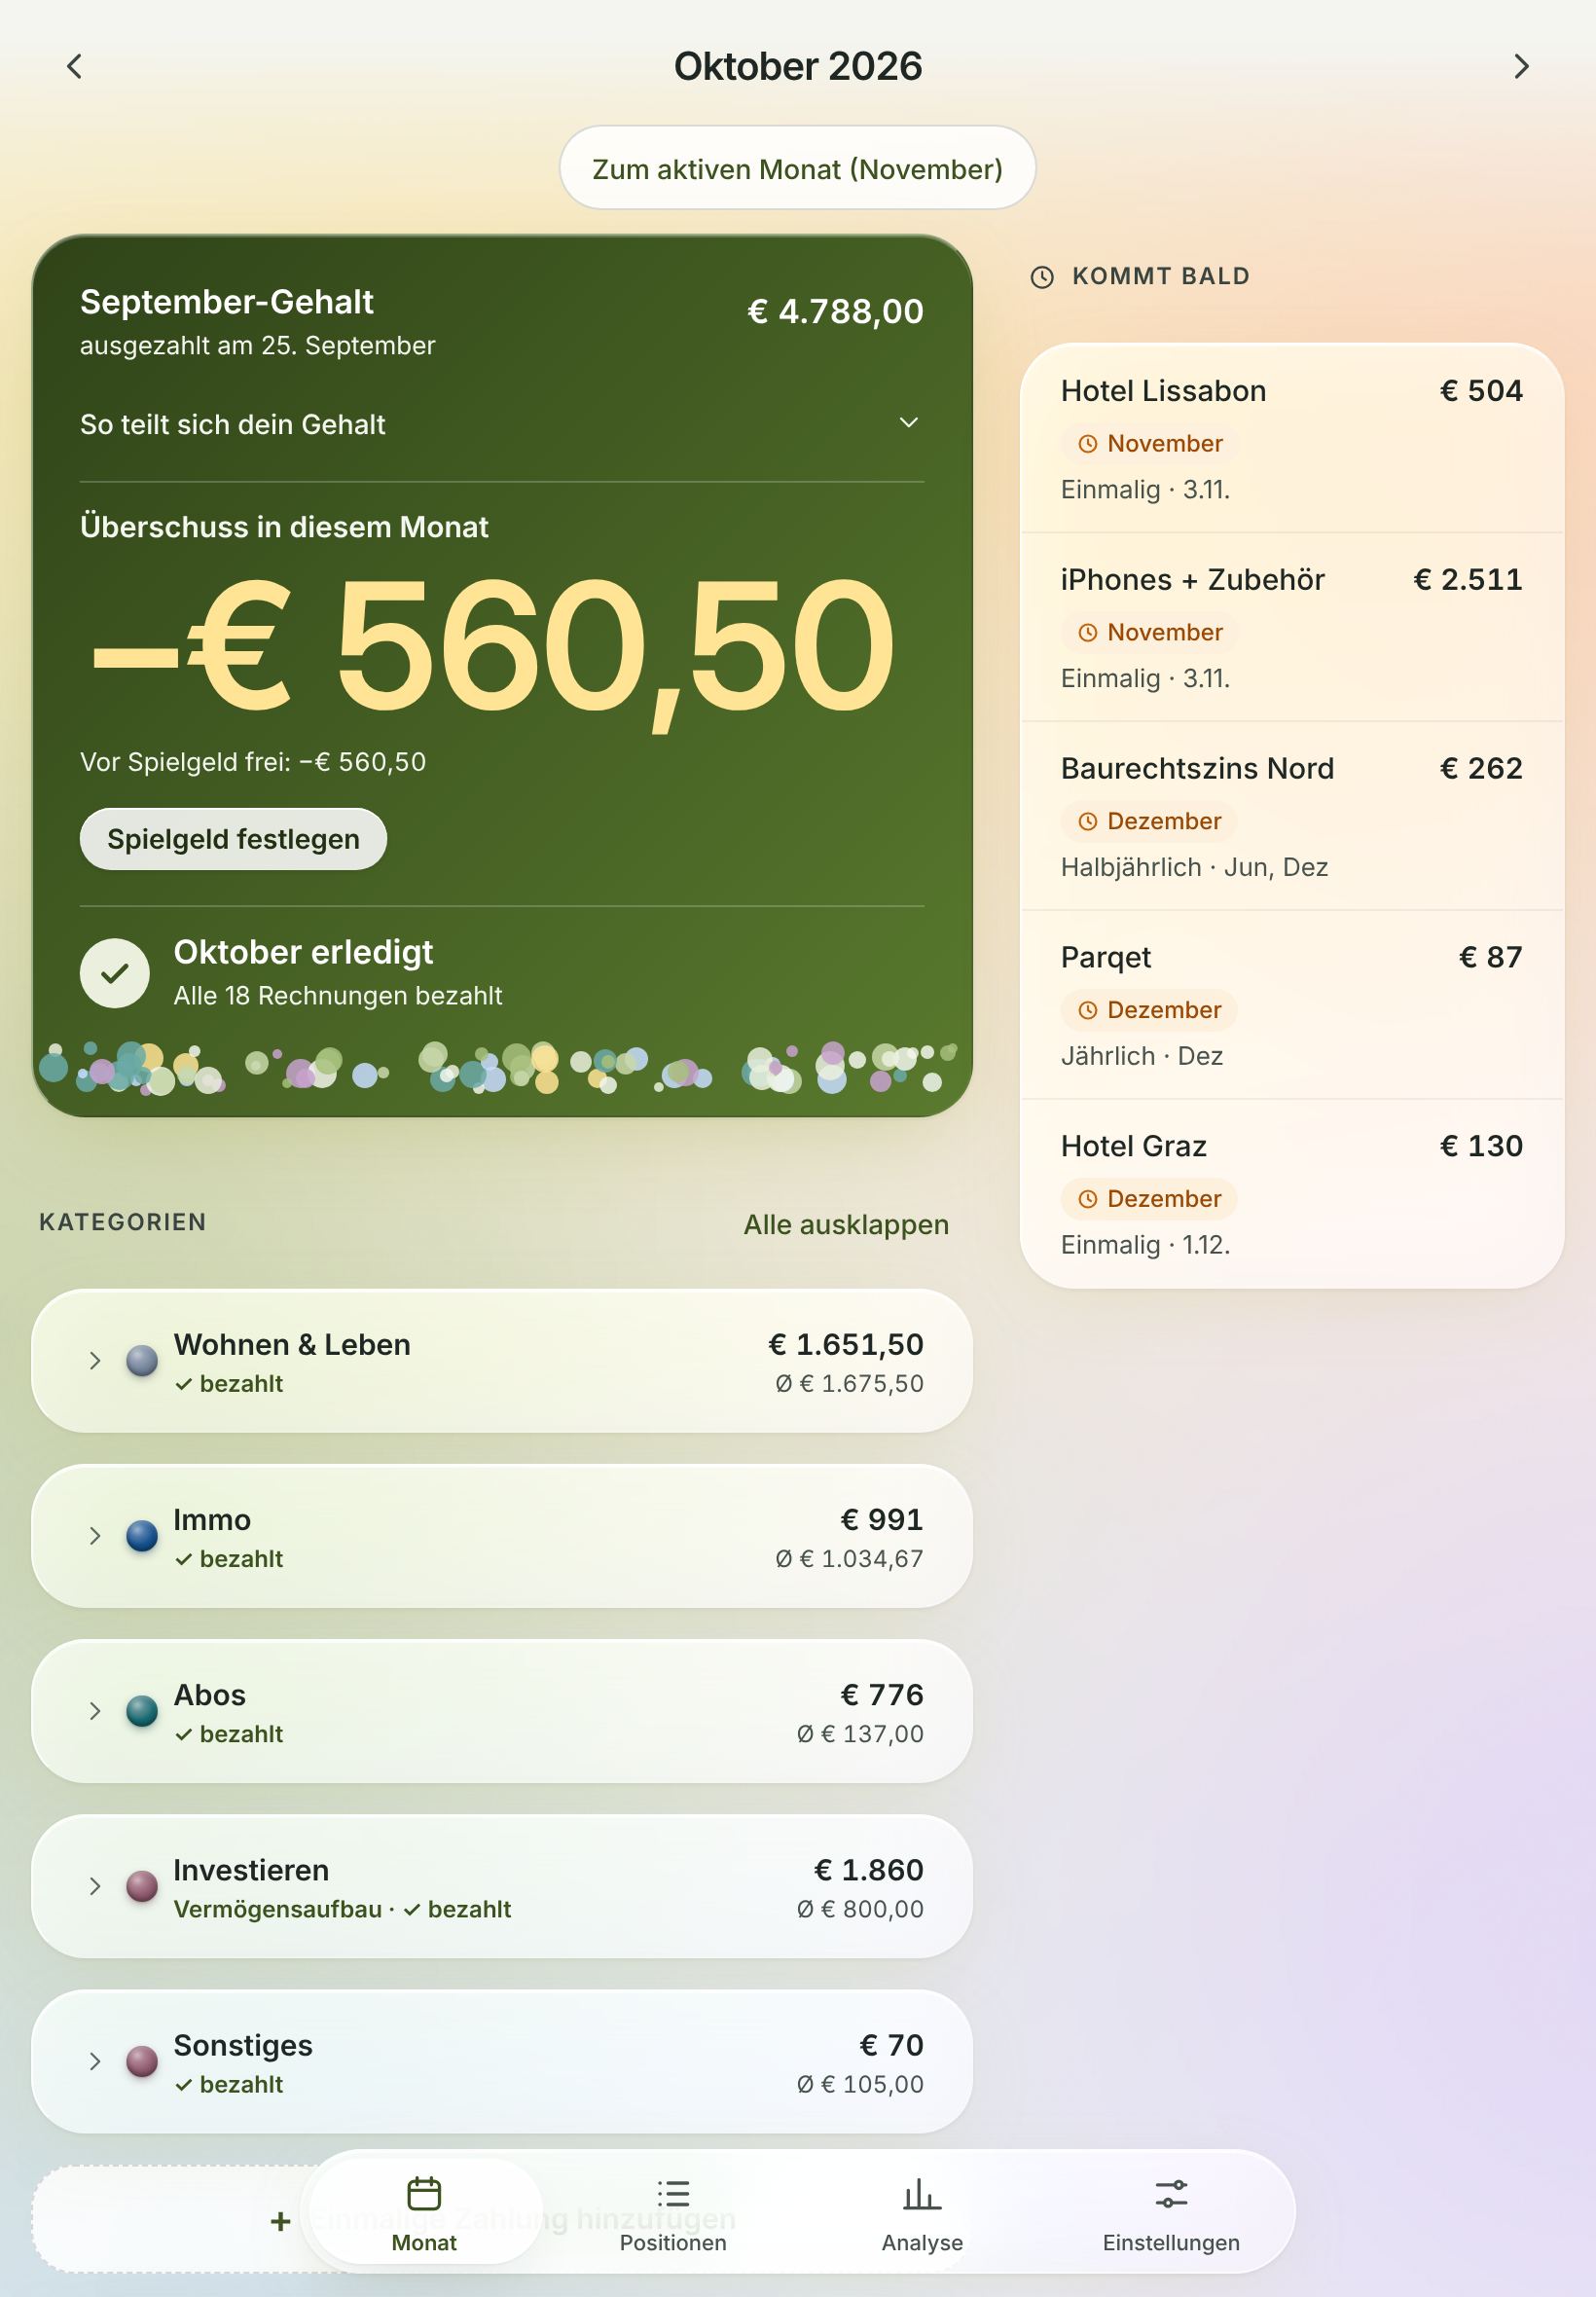 Oktober 2026
Zum aktiven Monat (November)
September-Gehalt
€ 4.788,00
ausgezahlt am 25. September
So teilt sich dein Gehalt
Überschuss in diesem Monat
−€ 560,50
Vor Spielgeld frei: −€ 560,50
Spielgeld festlegen
Oktober erledigt
Alle 18 Rechnungen bezahlt
KOMMT BALD
Hotel Lissabon € 504
November
Einmalig · 3.11.
iPhones + Zubehör € 2.511
November
Einmalig · 3.11.
Baurechtszins Nord € 262
Dezember
Halbjährlich · Jun, Dez
Parqet € 87
Dezember
Jährlich · Dez
Hotel Graz € 130
Dezember
Einmalig · 1.12.
KATEGORIEN Alle ausklappen
Wohnen & Leben € 1.651,50
✓ bezahlt Ø € 1.675,50
Immo € 991
✓ bezahlt Ø € 1.034,67
Abos € 776
✓ bezahlt Ø € 137,00
Investieren € 1.860
Vermögensaufbau · ✓ bezahlt Ø € 800,00
Sonstiges € 70
✓ bezahlt Ø € 105,00
+ Einmalige Zahlung hinzufügen
Monat Positionen Analyse Einstellungen